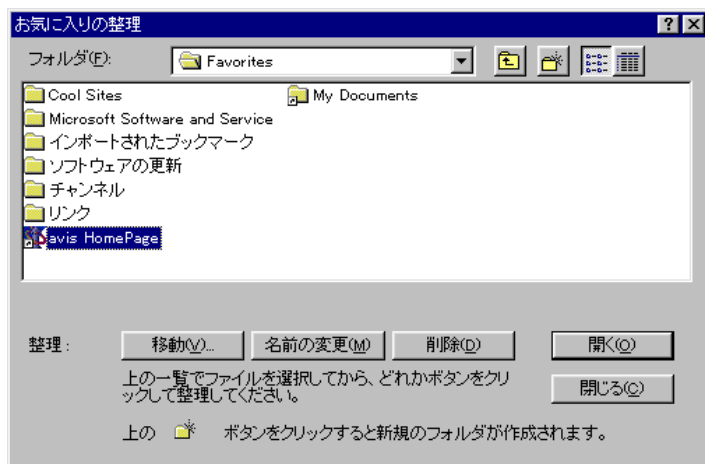 お気に入りの整理
フォルダ(F):
Favorites
Cool Sites
My Documents
Microsoft Software and Service
インポートされたブックマーク
ソフトウェアの更新
チャンネル
リンク
avis HomePage
整理:
移動(V)...
名前の変更(M)
削除(D)
開く(O)
上の一覧でファイルを選択してから、どれかボタンをクリ
ックして整理してください。
閉じる(C)
上の ボタンをクリックすると新規のフォルダが作成されます。